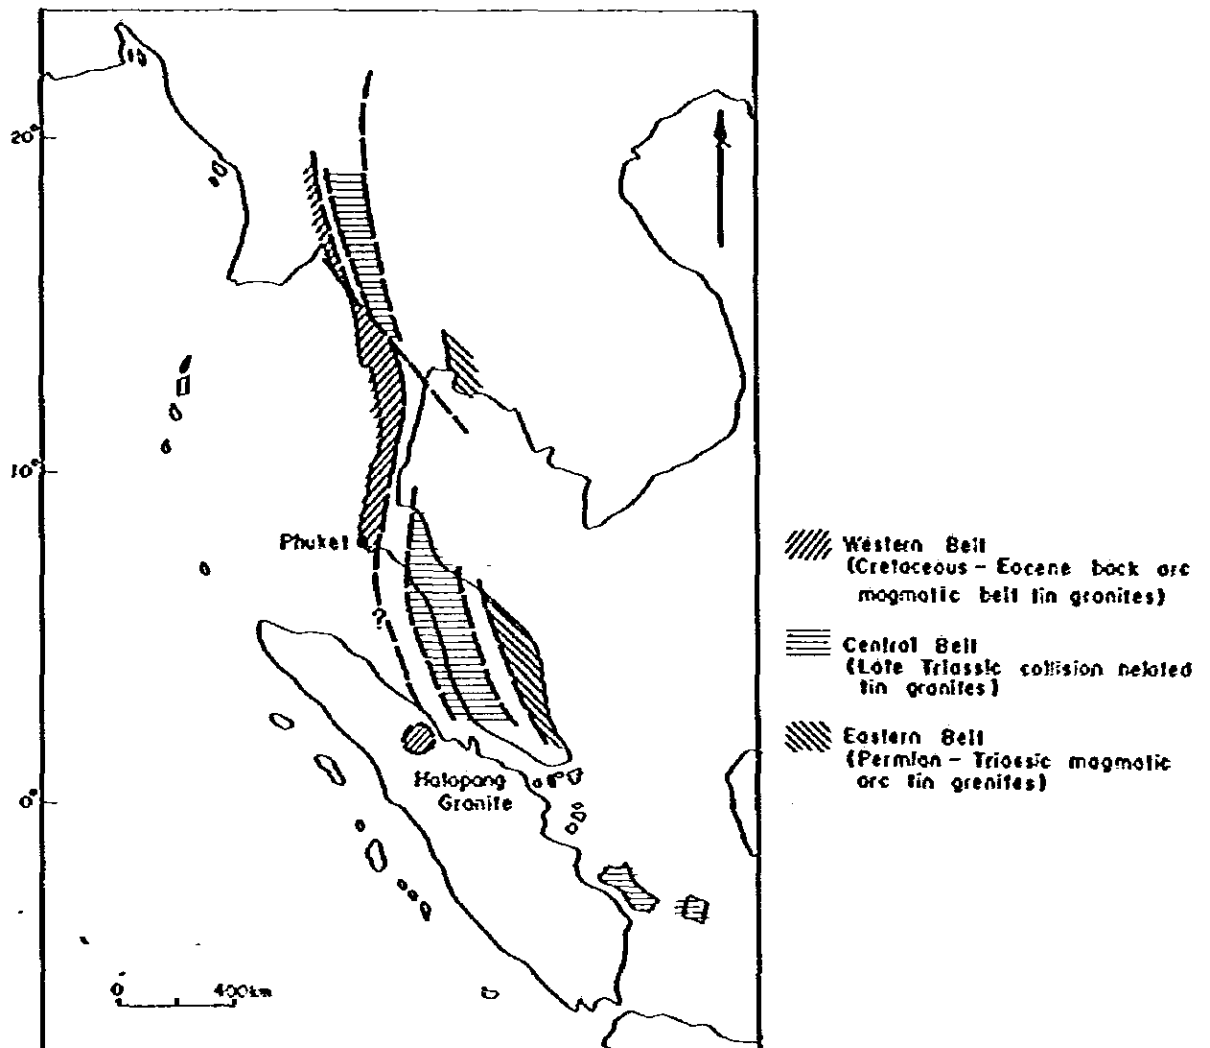 20°
10°
Phuket
?
Hatapang
Granite
0°
0 400km
Western Belt
(Cretaceous - Eocene back arc
magmatic belt tin granites)
Central Belt
(Late Triassic collision related
tin granites)
Eastern Belt
(Permian - Triassic magmatic
arc tin granites)